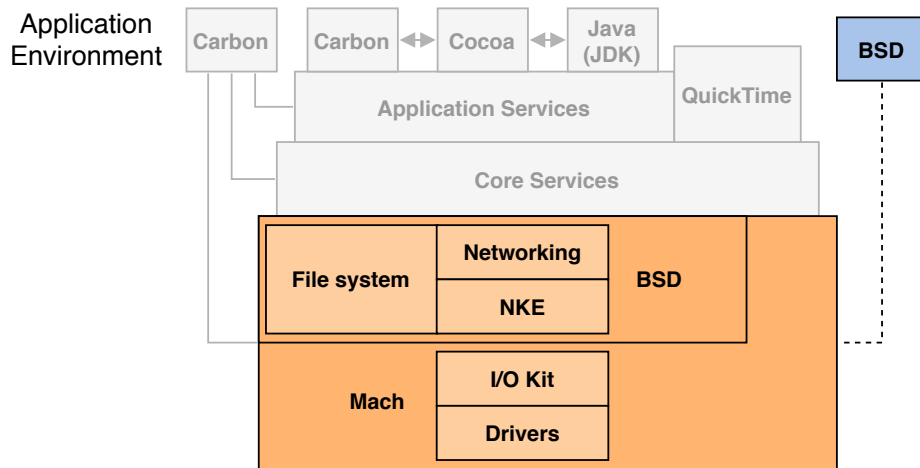 Application
Environment
Carbon
Carbon
Cocoa
Java
(JDK)
BSD
QuickTime
Application Services
Core Services
File system
Networking
NKE
BSD
Mach
I/O Kit
Drivers